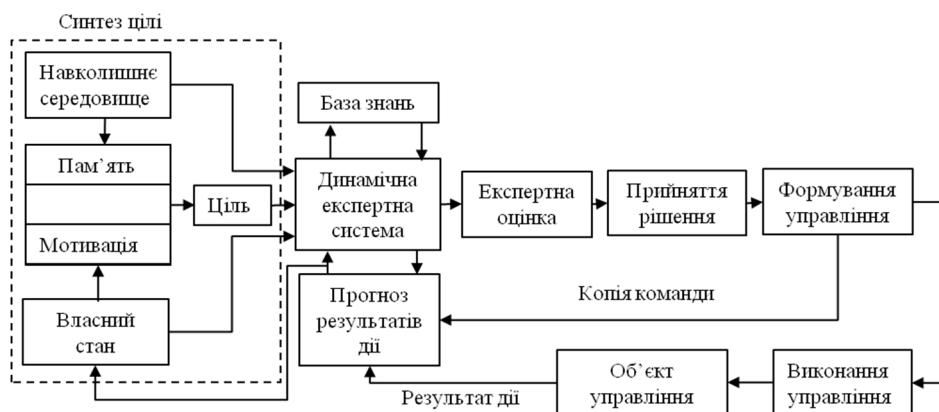 Синтез цілі
Навколишнє
середовище
База знань
Пам’ять
Мотивація
Ціль
Динамічна
експертна
система
Експертна
оцінка
Прийняття
рішення
Формування
управління
Власний
стан
Прогноз
результатів
дії
Копія команди
Результат дії
Об’єкт
управління
Виконання
управління